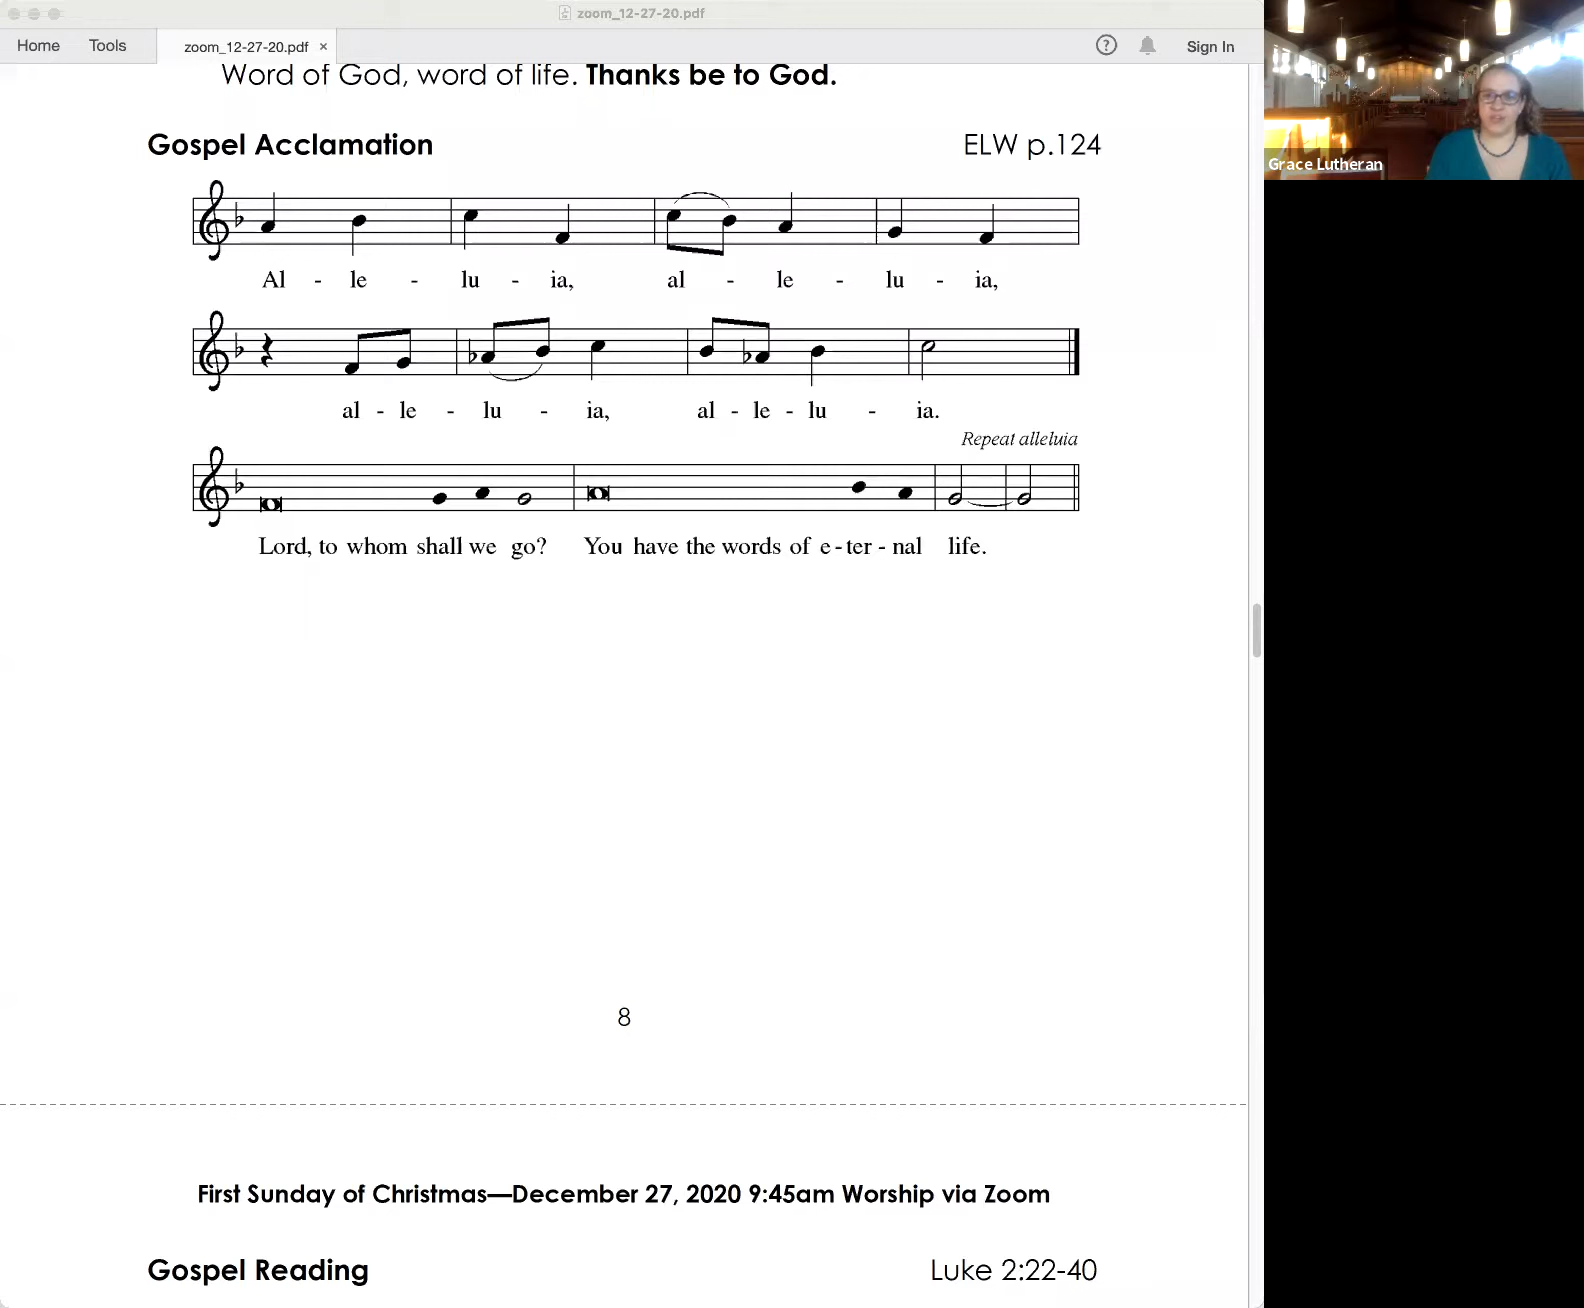 zoom_12-27-20.pdf
Home Tools zoom_12-27-20.pdf × ? Sign In
Word of God, word of life. Thanks be to God.
Gospel Acclamation ELW p.124
Al - le - lu - ia, al - le - lu - ia,
al - le - lu - ia, al - le - lu - ia.
Repeat alleluia
Lord, to whom shall we go? You have the words of e - ter - nal life.
8
First Sunday of Christmas—December 27, 2020 9:45am Worship via Zoom
Gospel Reading Luke 2:22-40
Grace Lutheran